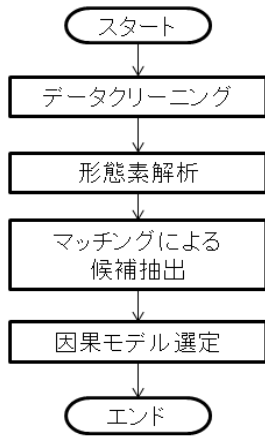 スタート
データクリーニング
形態素解析
マッチングによる
候補抽出
因果モデル選定
エンド